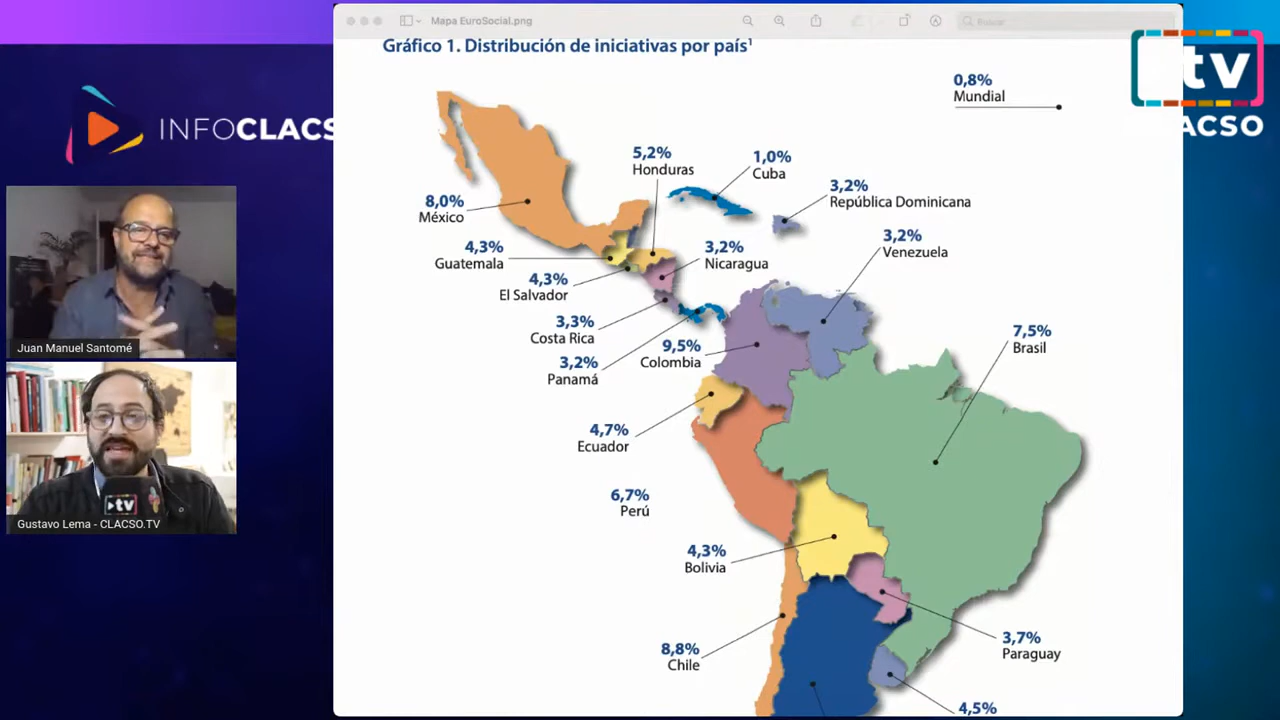 Mapa EuroSocial.png
Buscar
Gráfico 1. Distribución de iniciativas por país¹
tv
ACSO
INFOCLACS
0,8%
Mundial
5,2%
Honduras
1,0%
Cuba
3,2%
República Dominicana
8,0%
México
3,2%
Venezuela
4,3%
Guatemala
3,2%
Nicaragua
4,3%
El Salvador
3,3%
Costa Rica
3,2%
Panamá
9,5%
Colombia
7,5%
Brasil
4,7%
Ecuador
6,7%
Perú
4,3%
Bolivia
8,8%
Chile
3,7%
Paraguay
4,5%
Juan Manuel Santomé
tv
Gustavo Lema - CLACSO.TV